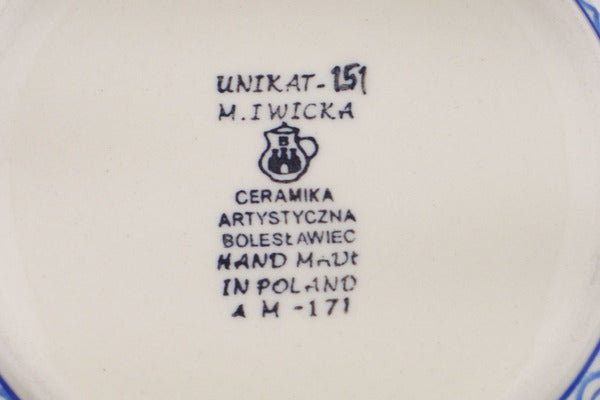 UNIKAT-151
M.IWICKA
B
CERAMIKA
ARTYSTYCZNA
BOLESŁAWIEC
HAND MADE
IN POLAND
A M -171